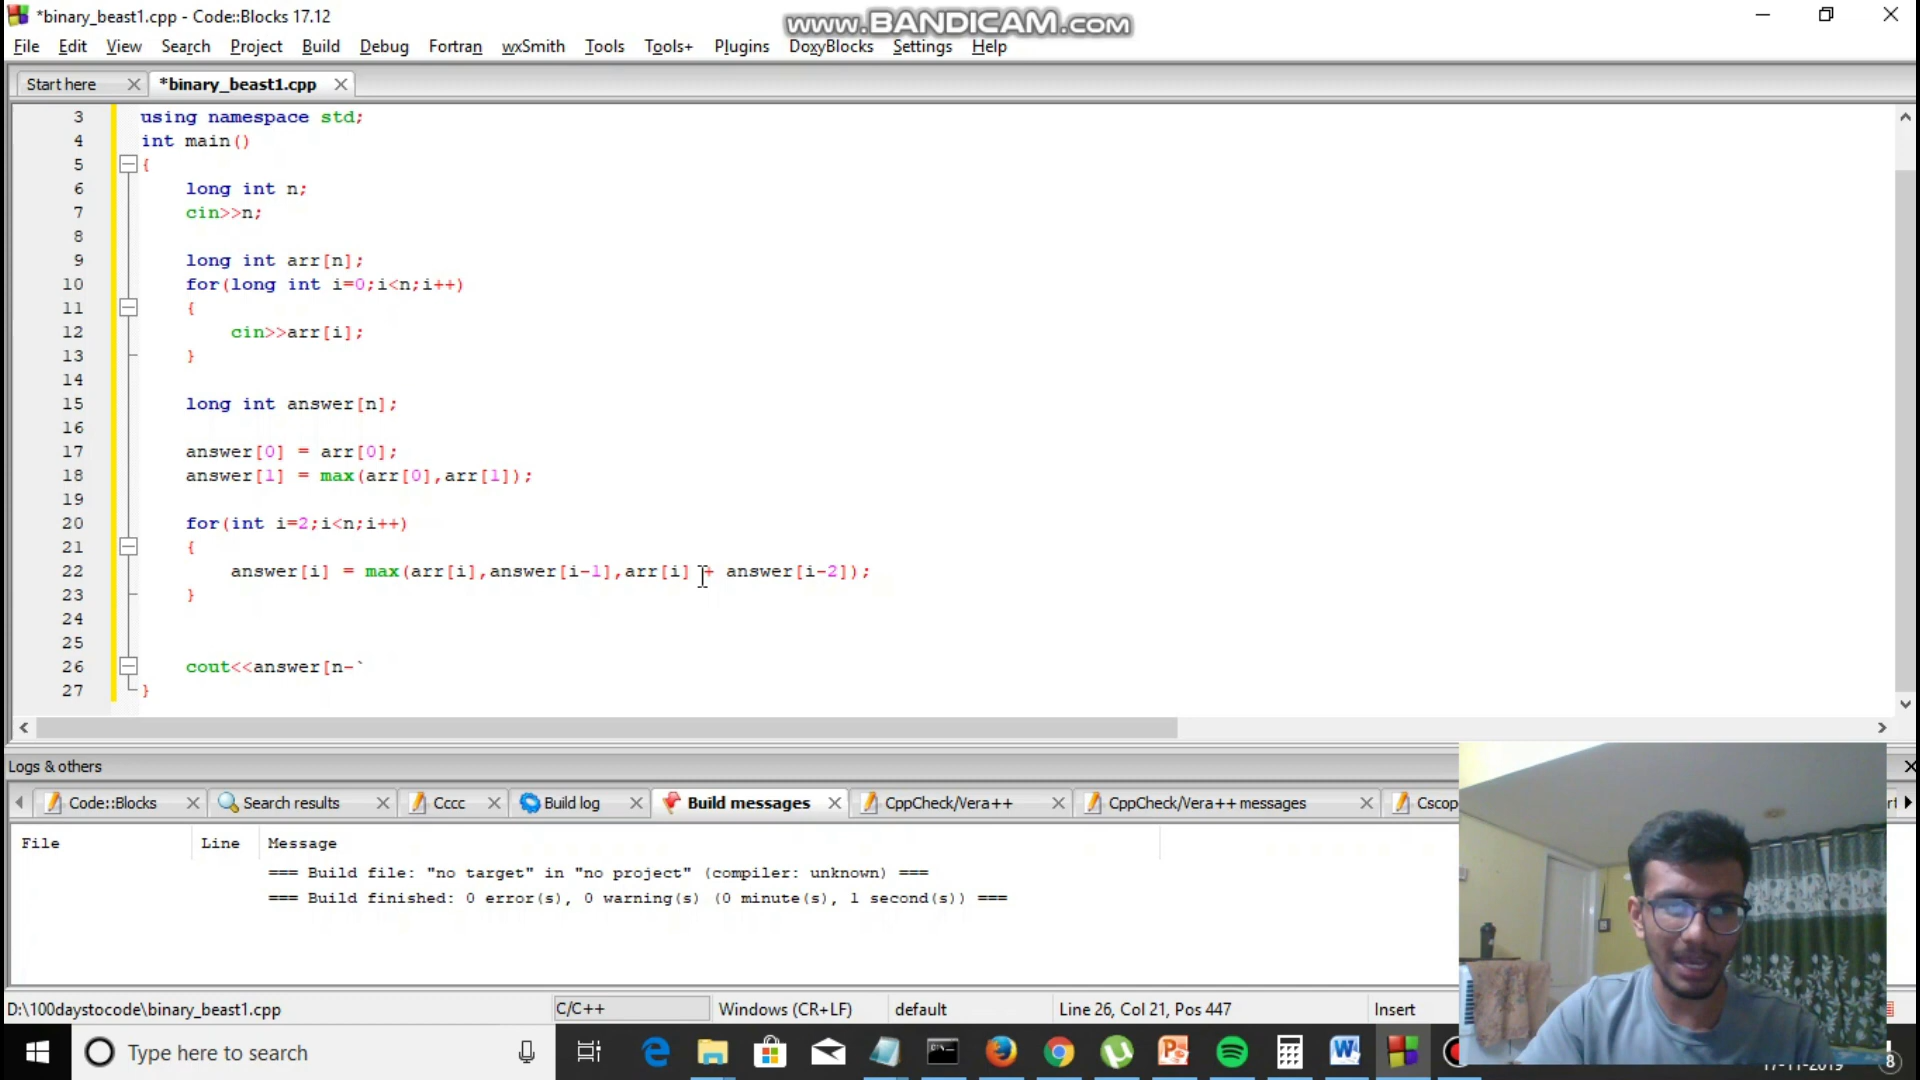 *binary_beast1.cpp - Code::Blocks 17.12
www.BANDICAM.com
File Edit View Search Project Build Debug Fortran wxSmith Tools Tools+ Plugins DoxyBlocks Settings Help
Start here *binary_beast1.cpp
3 using namespace std;
4 int main()
5 {
6 long int n;
7 cin>>n;
8
9 long int arr[n];
10 for(long int i=0;i<n;i++)
11 {
12 cin>>arr[i];
13 }
14
15 long int answer[n];
16
17 answer[0] = arr[0];
18 answer[1] = max(arr[0],arr[1]);
19
20 for(int i=2;i<n;i++)
21 {
22 answer[i] = max(arr[i],answer[i-1],arr[i] + answer[i-2]);
23 }
24
25
26 cout<<answer[n-`
27 }
Logs & others
Code::Blocks Search results Cccc Build log Build messages CppCheck/Vera++ CppCheck/Vera++ messages Cscop
File Line Message
=== Build file: "no target" in "no project" (compiler: unknown) ===
=== Build finished: 0 error(s), 0 warning(s) (0 minute(s), 1 second(s)) ===
D:\100daystocode\binary_beast1.cpp C/C++ Windows (CR+LF) default Line 26, Col 21, Pos 447 Insert
Type here to search
17-11-2019 8